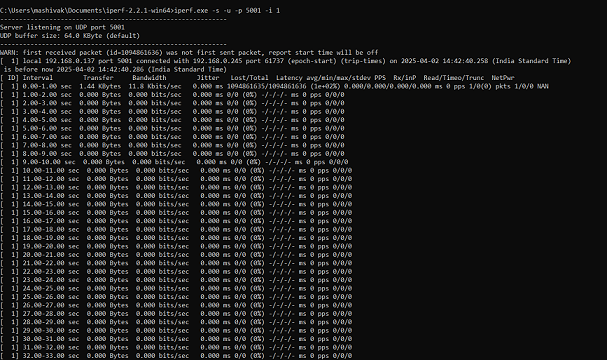 C:\Users\mashivak\Documents\iperf-2.2.1-win64>iperf.exe -s -u -p 5001 -i 1
------------------------------------------------------------
Server listening on UDP port 5001
UDP buffer size: 64.0 KByte (default)
------------------------------------------------------------
WARN: first received packet (id=1094861636) was not first sent packet, report start time will be off
[  1] local 192.168.0.137 port 5001 connected with 192.168.0.245 port 61737 (epoch-start) (trip-times) on 2025-04-02 14:42:40.258 (India Standard Time)
is before now 2025-04-02 14:42:40.286 (India Standard Time)
[ ID] Interval       Transfer     Bandwidth       Jitter   Lost/Total  Latency avg/min/max/stdev PPS  Rx/inP  Read/Timeo/Trunc  NetPwr
[  1] 0.00-1.00 sec  1.44 KBytes  11.8 Kbits/sec   0.000 ms 1094861635/1094861636 (1e+02%) 0.000/0.000/0.000/0.000 ms 0 pps 1/0(0) pkts 1/0/0 NAN
[  1] 1.00-2.00 sec  0.000 Bytes  0.000 bits/sec   0.000 ms 0/0 (0%) -/-/-/- ms 0 pps 0/0/0
[  1] 2.00-3.00 sec  0.000 Bytes  0.000 bits/sec   0.000 ms 0/0 (0%) -/-/-/- ms 0 pps 0/0/0
[  1] 3.00-4.00 sec  0.000 Bytes  0.000 bits/sec   0.000 ms 0/0 (0%) -/-/-/- ms 0 pps 0/0/0
[  1] 4.00-5.00 sec  0.000 Bytes  0.000 bits/sec   0.000 ms 0/0 (0%) -/-/-/- ms 0 pps 0/0/0
[  1] 5.00-6.00 sec  0.000 Bytes  0.000 bits/sec   0.000 ms 0/0 (0%) -/-/-/- ms 0 pps 0/0/0
[  1] 6.00-7.00 sec  0.000 Bytes  0.000 bits/sec   0.000 ms 0/0 (0%) -/-/-/- ms 0 pps 0/0/0
[  1] 7.00-8.00 sec  0.000 Bytes  0.000 bits/sec   0.000 ms 0/0 (0%) -/-/-/- ms 0 pps 0/0/0
[  1] 8.00-9.00 sec  0.000 Bytes  0.000 bits/sec   0.000 ms 0/0 (0%) -/-/-/- ms 0 pps 0/0/0
[  1] 9.00-10.00 sec  0.000 Bytes  0.000 bits/sec   0.000 ms 0/0 (0%) -/-/-/- ms 0 pps 0/0/0
[  1] 10.00-11.00 sec  0.000 Bytes  0.000 bits/sec   0.000 ms 0/0 (0%) -/-/-/- ms 0 pps 0/0/0
[  1] 11.00-12.00 sec  0.000 Bytes  0.000 bits/sec   0.000 ms 0/0 (0%) -/-/-/- ms 0 pps 0/0/0
[  1] 12.00-13.00 sec  0.000 Bytes  0.000 bits/sec   0.000 ms 0/0 (0%) -/-/-/- ms 0 pps 0/0/0
[  1] 13.00-14.00 sec  0.000 Bytes  0.000 bits/sec   0.000 ms 0/0 (0%) -/-/-/- ms 0 pps 0/0/0
[  1] 14.00-15.00 sec  0.000 Bytes  0.000 bits/sec   0.000 ms 0/0 (0%) -/-/-/- ms 0 pps 0/0/0
[  1] 15.00-16.00 sec  0.000 Bytes  0.000 bits/sec   0.000 ms 0/0 (0%) -/-/-/- ms 0 pps 0/0/0
[  1] 16.00-17.00 sec  0.000 Bytes  0.000 bits/sec   0.000 ms 0/0 (0%) -/-/-/- ms 0 pps 0/0/0
[  1] 17.00-18.00 sec  0.000 Bytes  0.000 bits/sec   0.000 ms 0/0 (0%) -/-/-/- ms 0 pps 0/0/0
[  1] 18.00-19.00 sec  0.000 Bytes  0.000 bits/sec   0.000 ms 0/0 (0%) -/-/-/- ms 0 pps 0/0/0
[  1] 19.00-20.00 sec  0.000 Bytes  0.000 bits/sec   0.000 ms 0/0 (0%) -/-/-/- ms 0 pps 0/0/0
[  1] 20.00-21.00 sec  0.000 Bytes  0.000 bits/sec   0.000 ms 0/0 (0%) -/-/-/- ms 0 pps 0/0/0
[  1] 21.00-22.00 sec  0.000 Bytes  0.000 bits/sec   0.000 ms 0/0 (0%) -/-/-/- ms 0 pps 0/0/0
[  1] 22.00-23.00 sec  0.000 Bytes  0.000 bits/sec   0.000 ms 0/0 (0%) -/-/-/- ms 0 pps 0/0/0
[  1] 23.00-24.00 sec  0.000 Bytes  0.000 bits/sec   0.000 ms 0/0 (0%) -/-/-/- ms 0 pps 0/0/0
[  1] 24.00-25.00 sec  0.000 Bytes  0.000 bits/sec   0.000 ms 0/0 (0%) -/-/-/- ms 0 pps 0/0/0
[  1] 25.00-26.00 sec  0.000 Bytes  0.000 bits/sec   0.000 ms 0/0 (0%) -/-/-/- ms 0 pps 0/0/0
[  1] 26.00-27.00 sec  0.000 Bytes  0.000 bits/sec   0.000 ms 0/0 (0%) -/-/-/- ms 0 pps 0/0/0
[  1] 27.00-28.00 sec  0.000 Bytes  0.000 bits/sec   0.000 ms 0/0 (0%) -/-/-/- ms 0 pps 0/0/0
[  1] 28.00-29.00 sec  0.000 Bytes  0.000 bits/sec   0.000 ms 0/0 (0%) -/-/-/- ms 0 pps 0/0/0
[  1] 29.00-30.00 sec  0.000 Bytes  0.000 bits/sec   0.000 ms 0/0 (0%) -/-/-/- ms 0 pps 0/0/0
[  1] 30.00-31.00 sec  0.000 Bytes  0.000 bits/sec   0.000 ms 0/0 (0%) -/-/-/- ms 0 pps 0/0/0
[  1] 31.00-32.00 sec  0.000 Bytes  0.000 bits/sec   0.000 ms 0/0 (0%) -/-/-/- ms 0 pps 0/0/0
[  1] 32.00-33.00 sec  0.000 Bytes  0.000 bits/sec   0.000 ms 0/0 (0%) -/-/-/- ms 0 pps 0/0/0